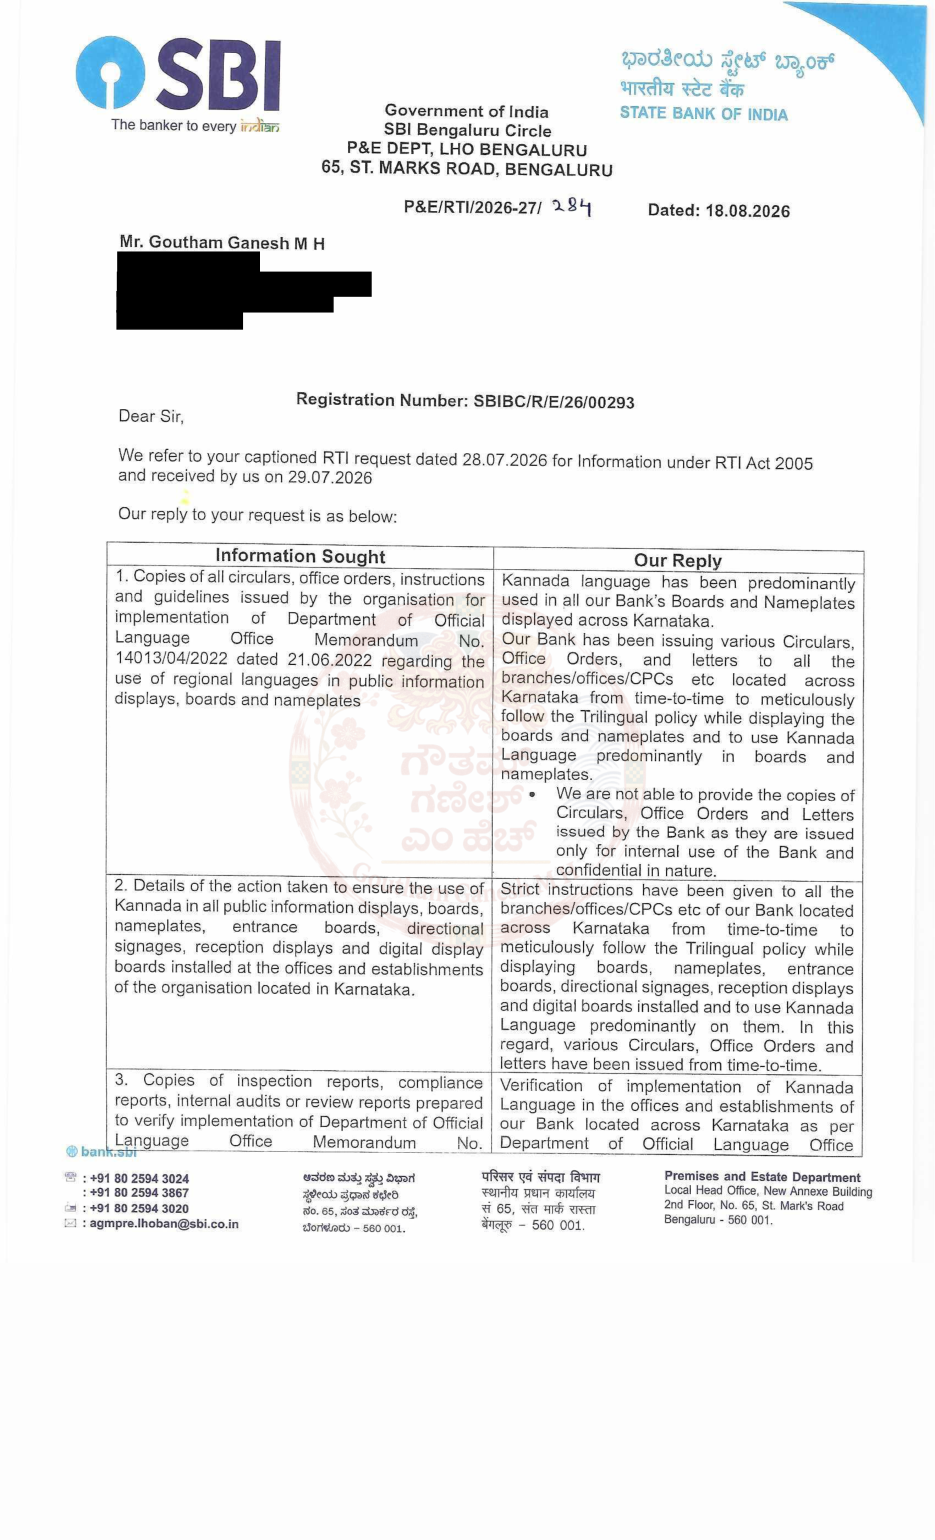 SBI
The banker to every indian
ಭಾರತೀಯ ಸ್ಟೇಟ್ ಬ್ಯಾಂಕ್
भारतीय स्टेट बैंक
STATE BANK OF INDIA
Government of India
SBI Bengaluru Circle
P&E DEPT, LHO BENGALURU
65, ST. MARKS ROAD, BENGALURU
P&E/RTI/2026-27/ 284 Dated: 18.08.2026
Mr. Goutham Ganesh M H
Registration Number: SBIBC/R/E/26/00293
Dear Sir,
We refer to your captioned RTI request dated 28.07.2026 for Information under RTI Act 2005
and received by us on 29.07.2026
Our reply to your request is as below:
Information Sought
1. Copies of all circulars, office orders, instructions
and guidelines issued by the organisation for
implementation of Department of Official
Language Office Memorandum No.
14013/04/2022 dated 21.06.2022 regarding the
use of regional languages in public information
displays, boards and nameplates
Our Reply
Kannada language has been predominantly
used in all our Bank's Boards and Nameplates
displayed across Karnataka.
Our Bank has been issuing various Circulars,
Office Orders, and letters to all the
branches/offices/CPCs etc located across
Karnataka from time-to-time to meticulously
follow the Trilingual policy while displaying the
boards and nameplates and to use Kannada
Language predominantly in boards and
nameplates.
• We are not able to provide the copies of
Circulars, Office Orders and Letters
issued by the Bank as they are issued
only for internal use of the Bank and
confidential in nature.
2. Details of the action taken to ensure the use of
Kannada in all public information displays, boards,
nameplates, entrance boards, directional
signages, reception displays and digital display
boards installed at the offices and establishments
of the organisation located in Karnataka.
Strict instructions have been given to all the
branches/offices/CPCs etc of our Bank located
across Karnataka from time-to-time to
meticulously follow the Trilingual policy while
displaying boards, nameplates, entrance
boards, directional signages, reception displays
and digital boards installed and to use Kannada
Language predominantly on them. In this
regard, various Circulars, Office Orders and
letters have been issued from time-to-time.
3. Copies of inspection reports, compliance
reports, internal audits or review reports prepared
to verify implementation of Department of Official
Language Office Memorandum No.
Verification of implementation of Kannada
Language in the offices and establishments of
our Bank located across Karnataka as per
Department of Official Language Office
ಗೌತಮ್
ಗಣೇಶ್
ಎಂ ಹೆಚ್
bank.sbi
: +91 80 2594 3024
: +91 80 2594 3867
: +91 80 2594 3020
: agmpre.lhoban@sbi.co.in
ಆವರಣ ಮತ್ತು ಸ್ವತ್ತು ವಿಭಾಗ
ಸ್ಥಳೀಯ ಪ್ರಧಾನ ಕಛೇರಿ
ನಂ. 65, ಸಂತ ಮಾರ್ಕರ ರಸ್ತೆ,
ಬೆಂಗಳೂರು – 560 001.
परिसर एवं संपदा विभाग
स्थानीय प्रधान कार्यालय
सं 65, संत मार्क रास्ता
बेंगलूरु – 560 001.
Premises and Estate Department
Local Head Office, New Annexe Building
2nd Floor, No. 65, St. Mark's Road
Bengaluru - 560 001.